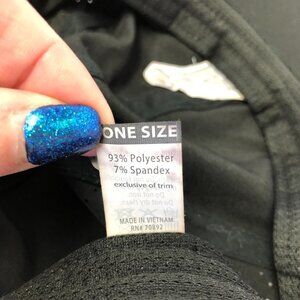 ONE SIZE
93% Polyester
7% Spandex
exclusive of trim
MADE IN VIETNAM
RN# 70892